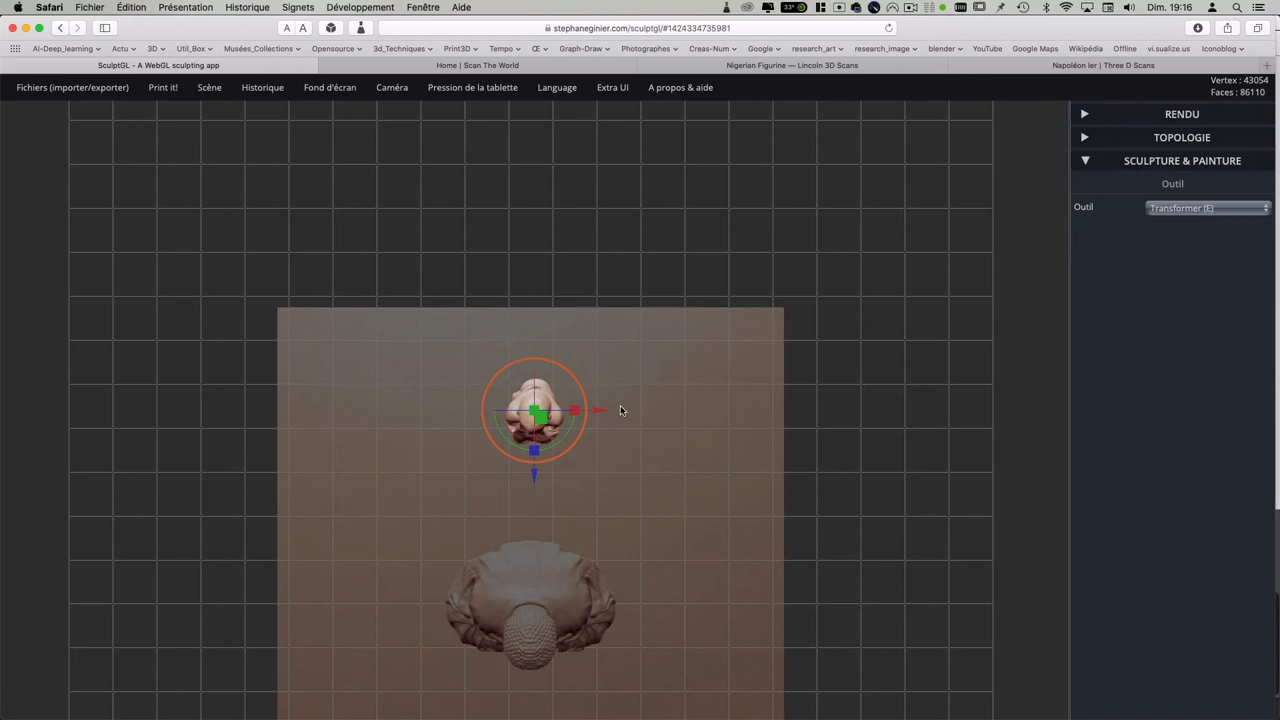 Safari Fichier Édition Présentation Historique Signets Développement Fenêtre Aide 33° Dim. 19:16
A A stephaneginier.com/sculptgl/#1424334735981
AI-Deep_learning Actu 3D Util_Box Musées_Collections Opensource 3d_Techniques Print3D Tempo Œ Graph-Draw Photographes Creas-Num Google research_art research_image blender YouTube Google Maps Wikipédia Offline vi.sualize.us Iconoblog
SculptGL - A WebGL sculpting app Home | Scan The World Nigerian Figurine — Lincoln 3D Scans Napoléon Ier | Three D Scans
Fichiers (importer/exporter) Print it! Scène Historique Fond d'écran Caméra Pression de la tablette Language Extra UI A propos & aide
Vertex : 43054
Faces : 86110
RENDU
TOPOLOGIE
SCULPTURE & PAINTURE
Outil
Outil Transformer (E)